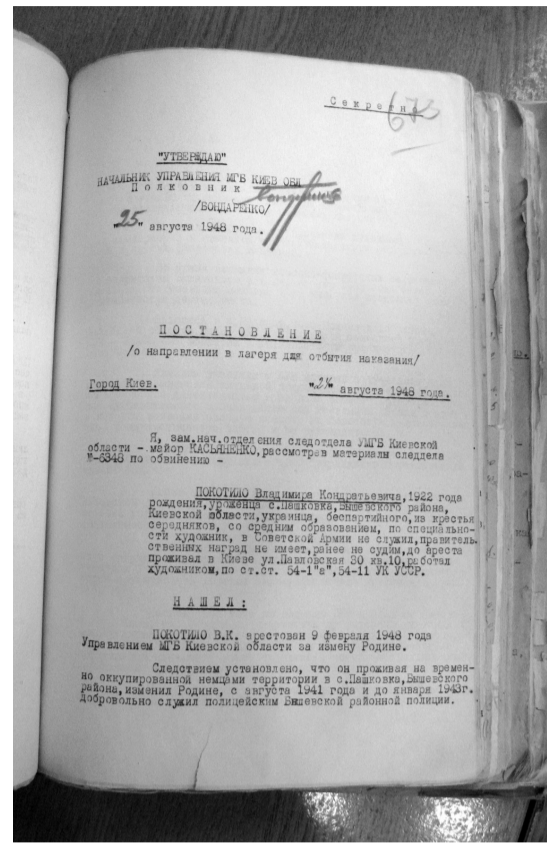 Секретно
673
"УТВЕРЖДАЮ"
НАЧАЛЬНИК УПРАВЛЕНИЯ МГБ КИЕВ ОБЛ
Полковник
/БОНДАРЕНКО/
"25" августа 1948 года.
ПОСТАНОВЛЕНИЕ
/о направлении в лагеря для отбытия наказания/
Город Киев. "24" августа 1948 года.
Я, зам.нач.отделения следотдела УМГБ Киевской
области - майор КАСЬЯНЕНКО, рассмотрев материалы следдела
№-6348 по обвинению -
ПОКОТИЛО Владимира Кондратьевича, 1922 года
рождения, уроженца с.Пашковка, Бышевского района,
Киевской области, украинца, беспартийного, из крестья
середняков, со средним образованием, по специально-
сти художник, в Советской Армии не служил, правитель-
ственных наград не имеет, ранее не судим, до ареста
проживал в Киеве ул.Павловская 30 кв.10, работал
художником, по ст.ст. 54-1"а", 54-11 УК УССР.
НАШЕЛ:
ПОКОТИЛО В.К. арестован 9 февраля 1948 года
Управлением МГБ Киевской области за измену Родине.
Следствием установлено, что он проживая на времен-
но оккупированной немцами территории в с.Пашковка, Бышевского
района, изменил Родине, с августа 1941 года и до января 1943г.
добровольно служил полицейским Бышевской районной полиции.